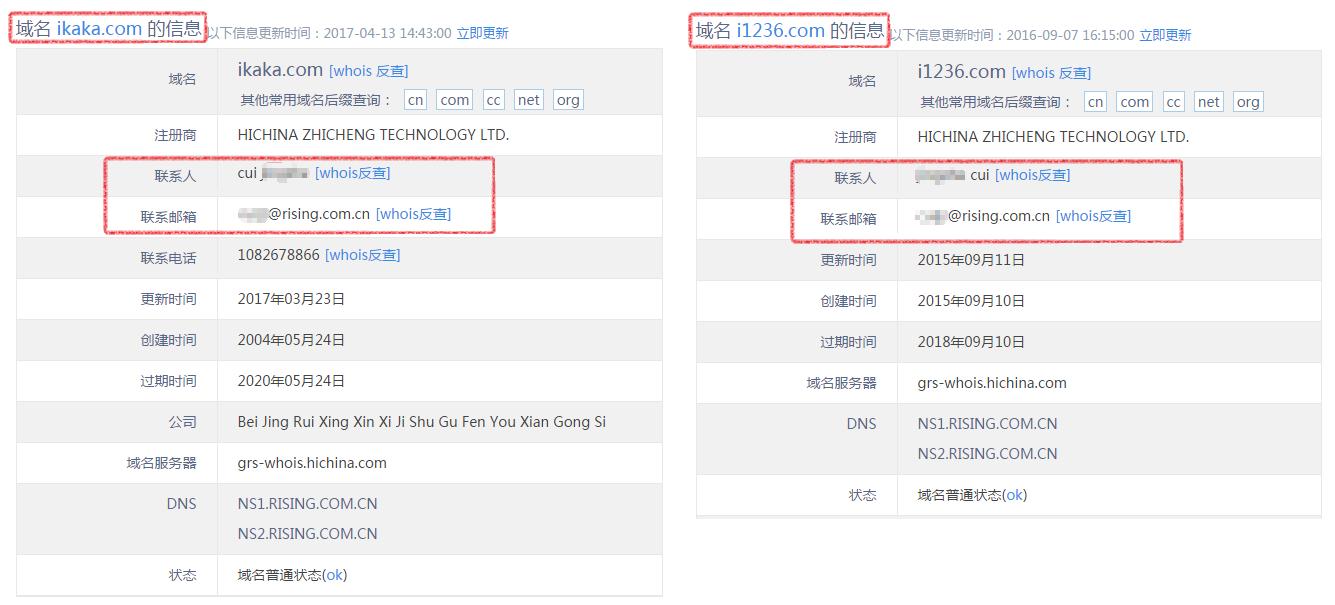 域名 ikaka.com 的信息 以下信息更新时间：2017-04-13 14:43:00 立即更新
域名 ikaka.com [whois 反查]
其他常用域名后缀查询： cn com cc net org
注册商 HICHINA ZHICHENG TECHNOLOGY LTD.
联系人 cui [whois反查]
联系邮箱 @rising.com.cn [whois反查]
联系电话 1082678866 [whois反查]
更新时间 2017年03月23日
创建时间 2004年05月24日
过期时间 2020年05月24日
公司 Bei Jing Rui Xing Xin Xi Ji Shu Gu Fen You Xian Gong Si
域名服务器 grs-whois.hichina.com
DNS NS1.RISING.COM.CN
NS2.RISING.COM.CN
状态 域名普通状态(ok)
域名 i1236.com 的信息 以下信息更新时间：2016-09-07 16:15:00 立即更新
域名 i1236.com [whois 反查]
其他常用域名后缀查询： cn com cc net org
注册商 HICHINA ZHICHENG TECHNOLOGY LTD.
联系人 cui [whois反查]
联系邮箱 @rising.com.cn [whois反查]
更新时间 2015年09月11日
创建时间 2015年09月10日
过期时间 2018年09月10日
域名服务器 grs-whois.hichina.com
DNS NS1.RISING.COM.CN
NS2.RISING.COM.CN
状态 域名普通状态(ok)